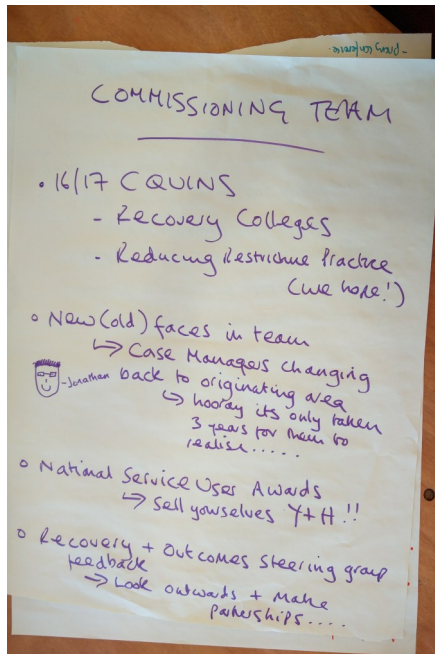 - proxy conference.
COMMISSIONING TEAM
• 16/17 CQUINS
- Recovery Colleges
- Reducing Restrictive Practice
(we hope!)
• New (old) faces in team
↳ Case Managers changing
- Jonathan back to originating area
↳ hooray its only taken
3 years for them to
realise.....
• National Service User Awards
↳ Sell yourselves Y+H!!
• Recovery + Outcomes Steering group
feedback
→ Look outwards + make
partnerships....